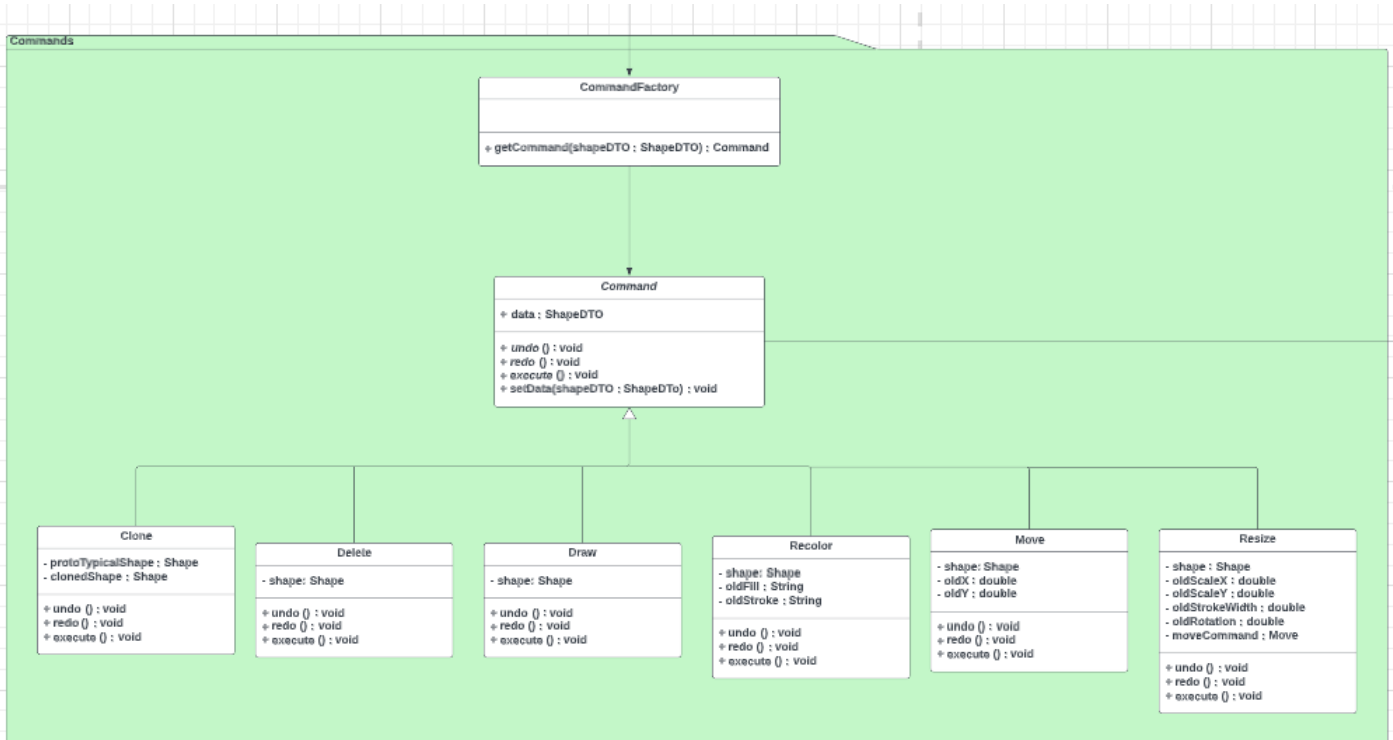 Commands
CommandFactory
+ getCommand(shapeDTO : ShapeDTO) : Command
Command
+ data : ShapeDTO
+ undo () : void
+ redo () : void
+ execute () : void
+ setData(shapeDTO : ShapeDTo) : void
Clone
- protoTypicalShape : Shape
- clonedShape : Shape
+ undo () : void
+ redo () : void
+ execute () : void
Delete
- shape: Shape
+ undo () : void
+ redo () : void
+ execute () : void
Draw
- shape: Shape
+ undo () : void
+ redo () : void
+ execute () : void
Recolor
- shape: Shape
- oldFill : String
- oldStroke : String
+ undo () : void
+ redo () : void
+ execute () : void
Move
- shape: Shape
- oldX : double
- oldY : double
+ undo () : void
+ redo () : void
+ execute () : void
Resize
- shape : Shape
- oldScaleX : double
- oldScaleY : double
- oldStrokeWidth : double
- oldRotation : double
- moveCommand : Move
+ undo () : void
+ redo () : void
+ execute () : void